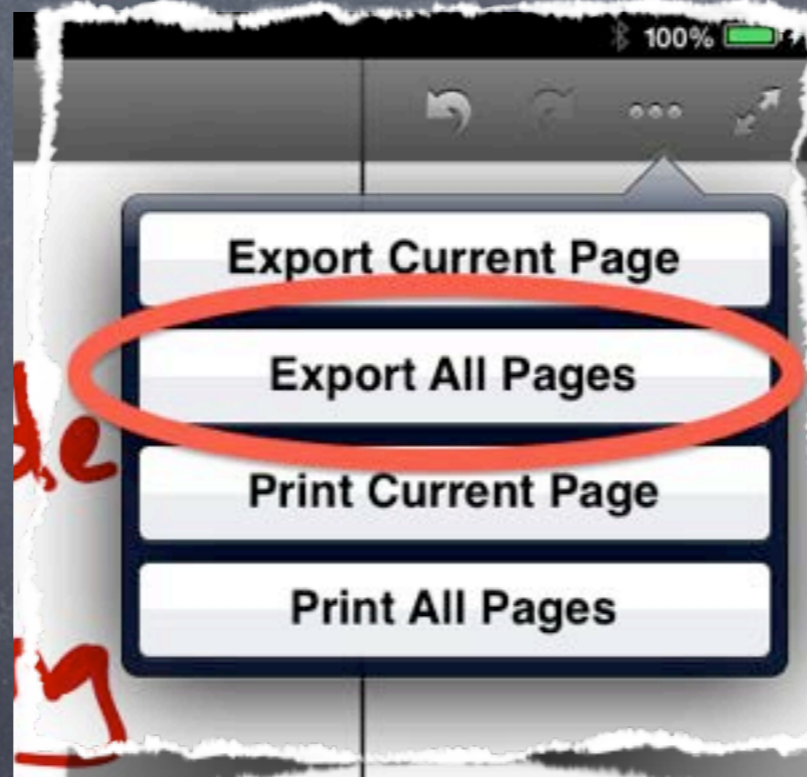 100%
Export Current Page
Export All Pages
Print Current Page
Print All Pages